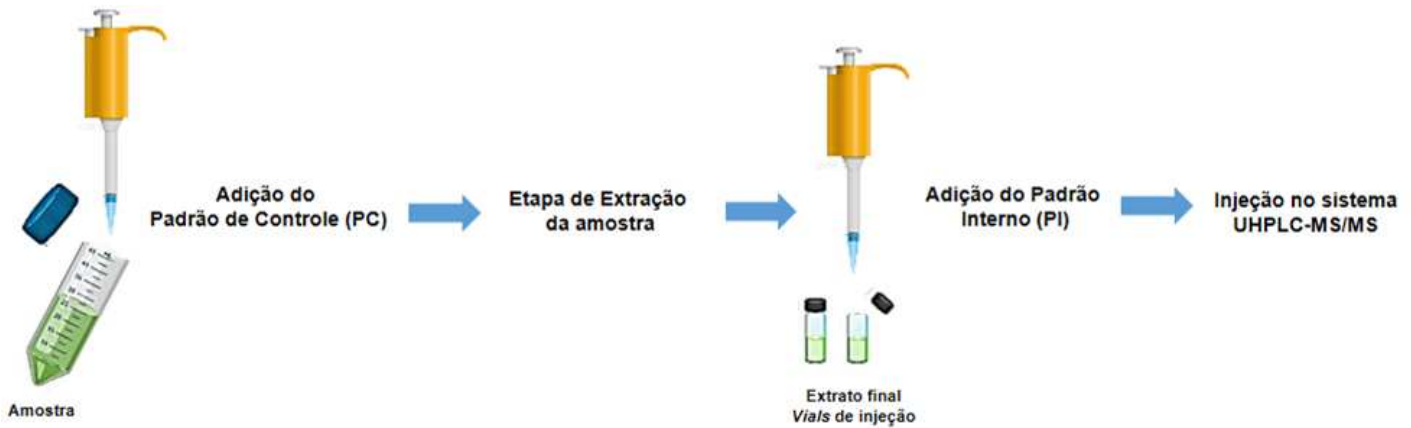 Adição do
Padrão de Controle (PC)
Etapa de Extração
da amostra
Adição do Padrão
Interno (PI)
Injeção no sistema
UHPLC-MS/MS
Amostra
Extrato final
Vials de injeção